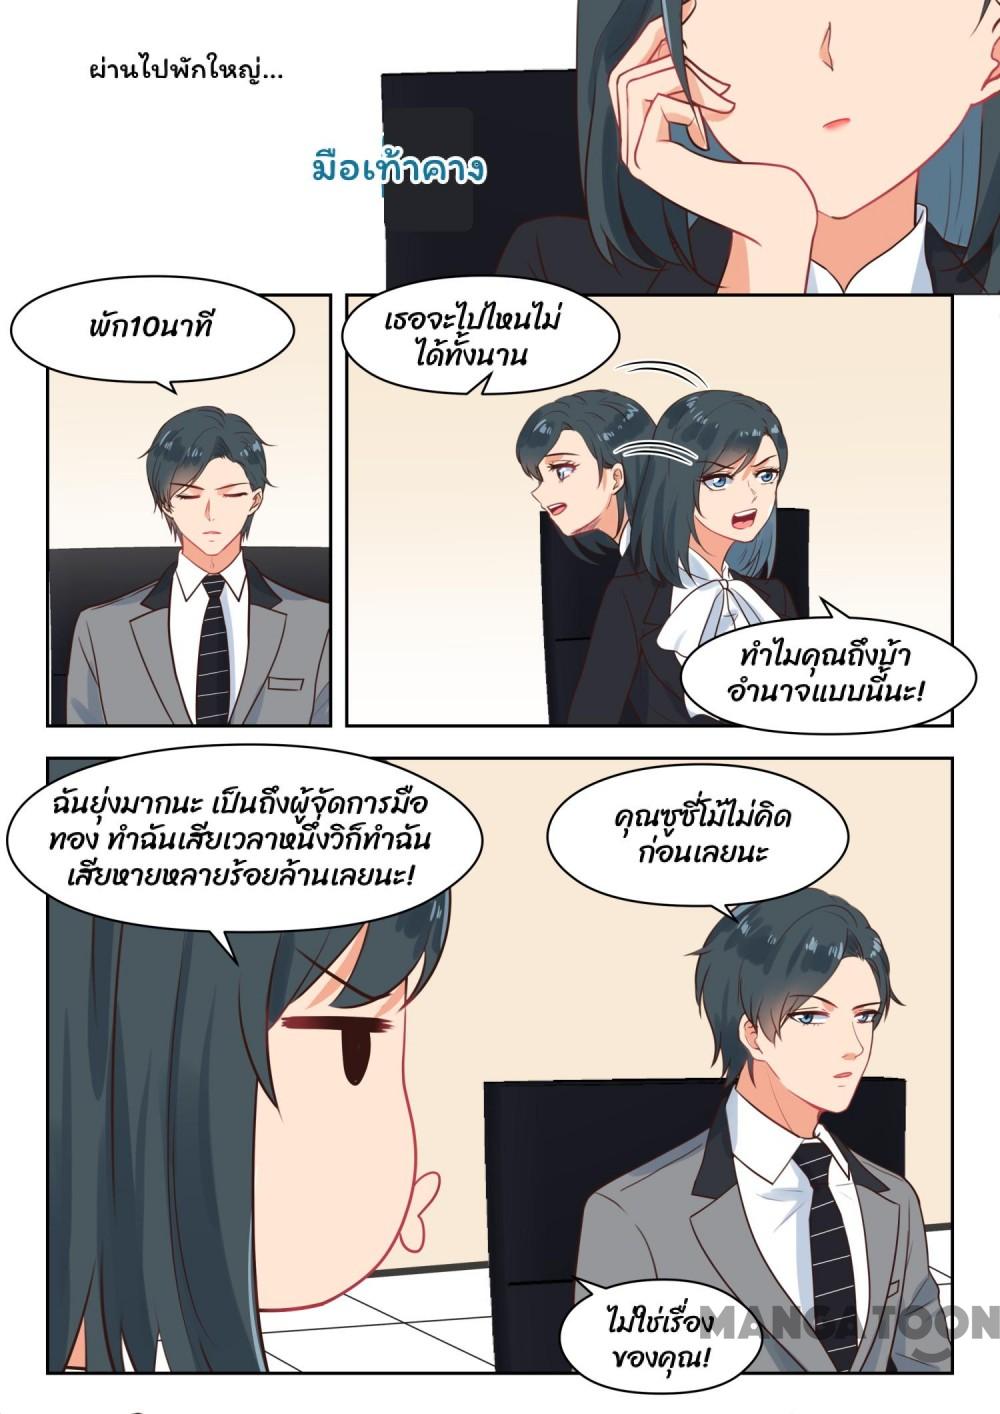 ผ่านไปพักใหญ่...
มือเท้าคาง
พัก10นาที
เธอจะไปไหนไม่
ได้ทั้งนาน
ทำไมคุณถึงบ้า
อำนาจแบบนี้นะ!
ฉันยุ่งมากนะ เป็นถึงผู้จัดการมือ
ทอง ทำฉันเสียเวลาหนึ่งวิก็ทำฉัน
เสียหายหลายร้อยล้านเลยนะ!
คุณซูซี่โม้ไม่คิด
ก่อนเลยนะ
ไม่ใช่เรื่อง
ของคุณ!
MANGATOON